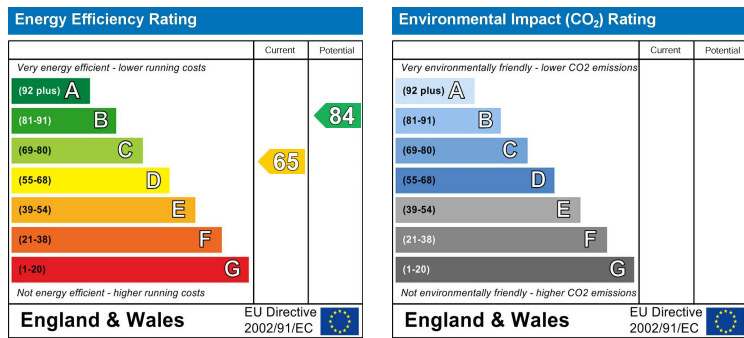 Energy Efficiency Rating
Current Potential
Very energy efficient - lower running costs
(92 plus) A
(81-91) B
84
(69-80) C
65
(55-68) D
(39-54) E
(21-38) F
(1-20) G
Not energy efficient - higher running costs
England & Wales
EU Directive
2002/91/EC
Environmental Impact (CO₂) Rating
Current Potential
Very environmentally friendly - lower CO2 emissions
(92 plus) A
(81-91) B
(69-80) C
(55-68) D
(39-54) E
(21-38) F
(1-20) G
Not environmentally friendly - higher CO2 emissions
England & Wales
EU Directive
2002/91/EC